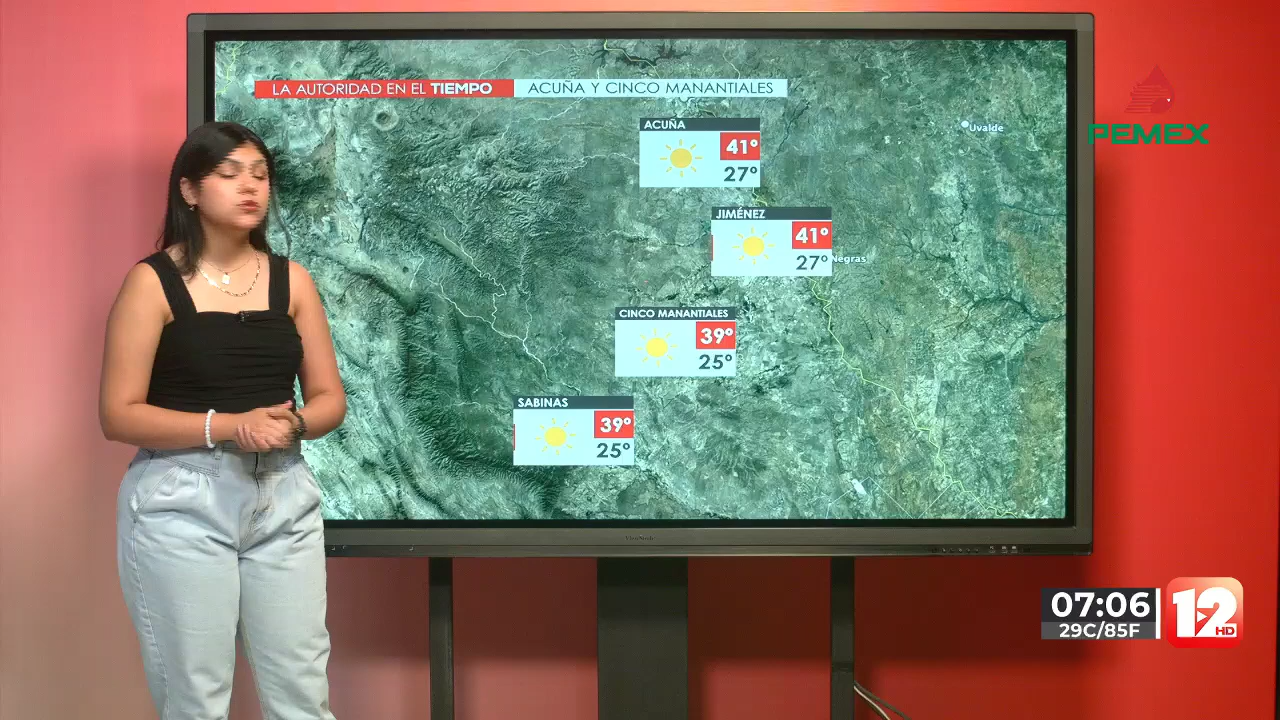 LA AUTORIDAD EN EL TIEMPO ACUÑA Y CINCO MANANTIALES
ACUÑA
41°
27°
Uvalde
PEMEX
JIMÉNEZ
41°
27°
Negras
CINCO MANANTIALES
39°
25°
SABINAS
39°
25°
ViewSonic
07:06
29C/85F
12
HD